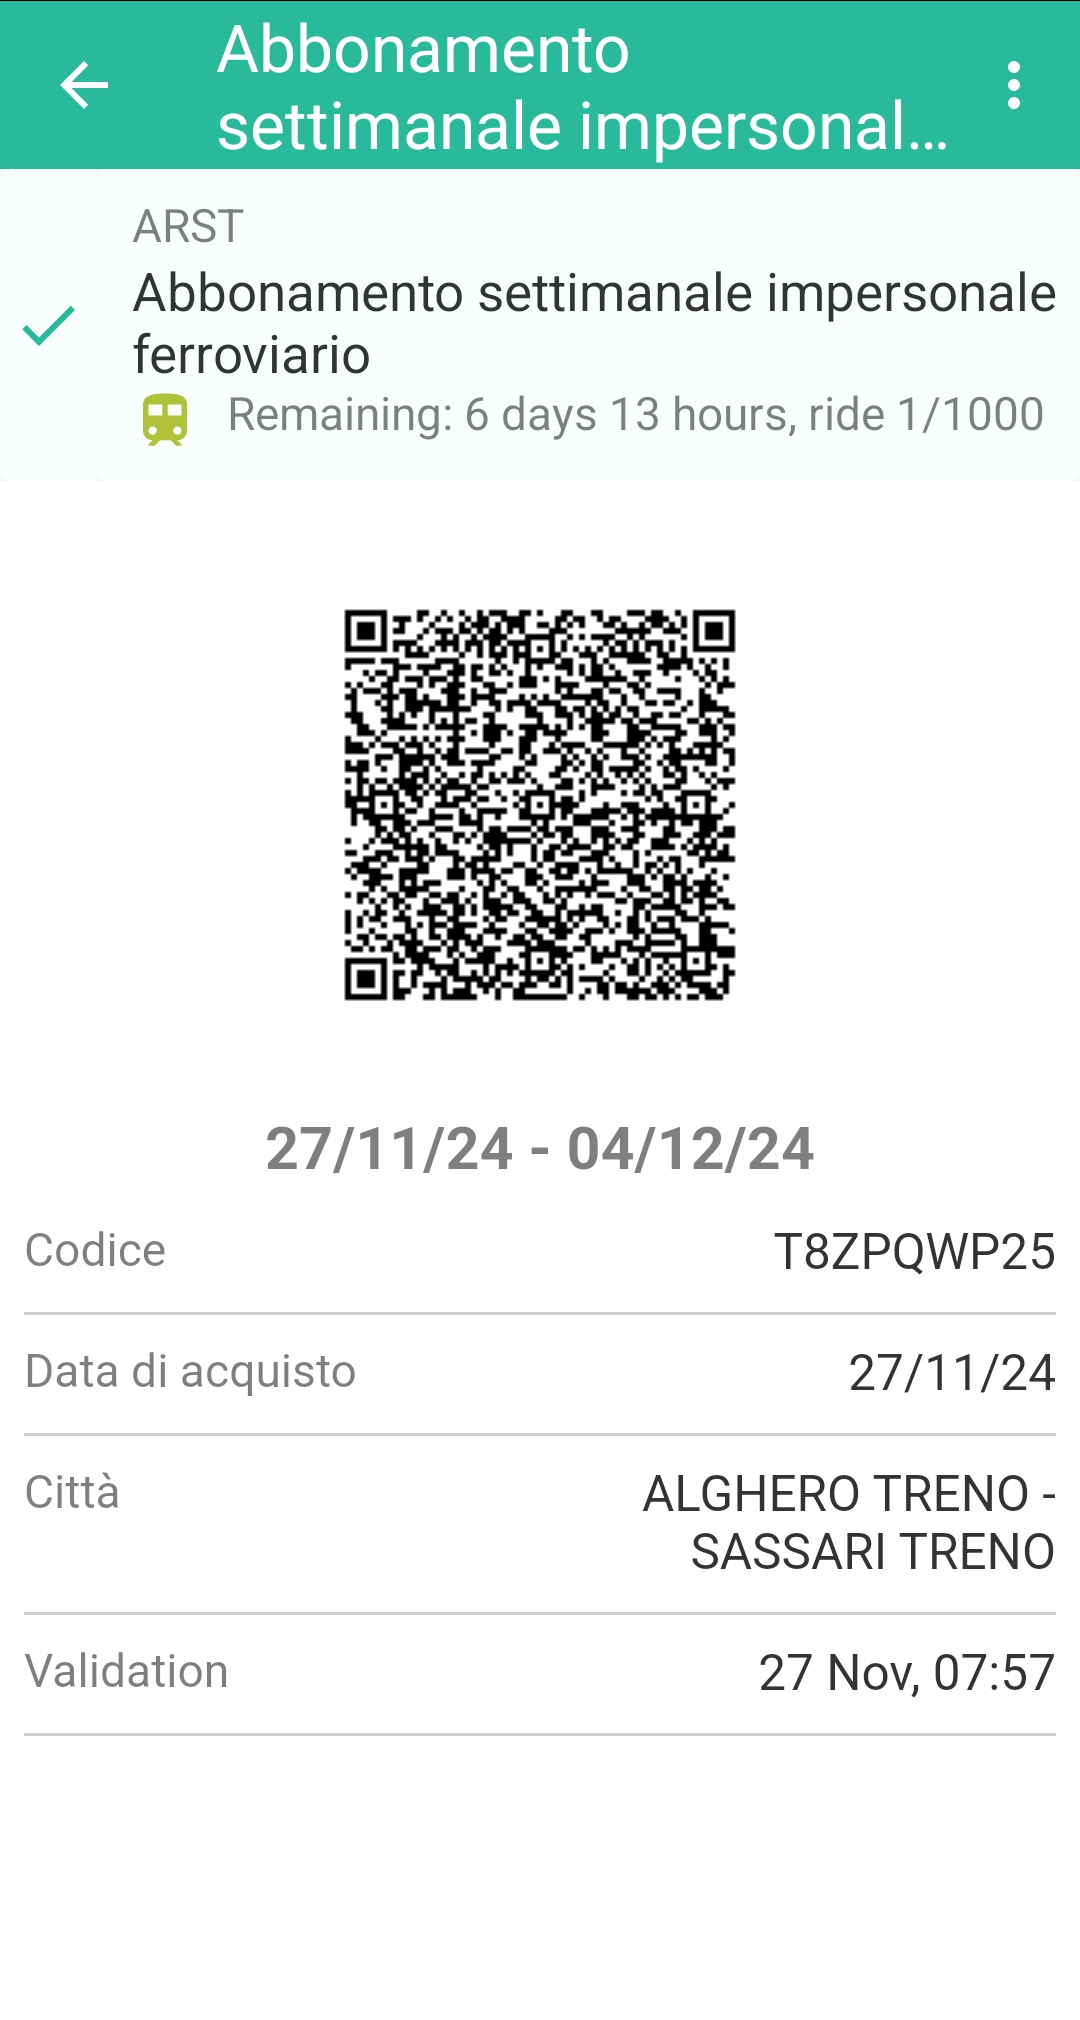 Abbonamento
settimanale impersonal...
ARST
Abbonamento settimanale impersonale
ferroviario
Remaining: 6 days 13 hours, ride 1/1000
27/11/24 - 04/12/24
Codice T8ZPQWP25
Data di acquisto 27/11/24
Città ALGHERO TRENO -
SASSARI TRENO
Validation 27 Nov, 07:57